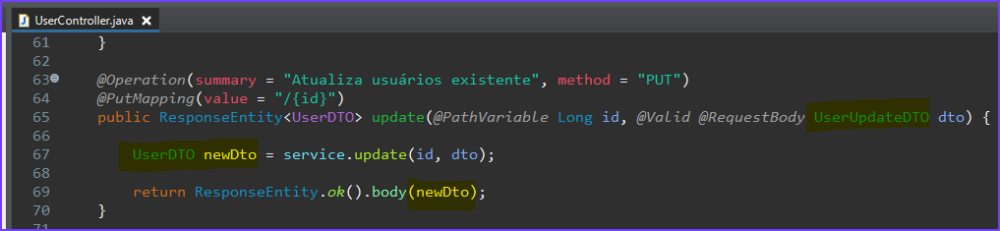 UserController.java
61 }
62
63 @Operation(summary = "Atualiza usuários existente", method = "PUT")
64 @PutMapping(value = "/{id}")
65 public ResponseEntity<UserDTO> update(@PathVariable Long id, @Valid @RequestBody UserUpdateDTO dto) {
66
67 UserDTO newDto = service.update(id, dto);
68
69 return ResponseEntity.ok().body(newDto);
70 }
71